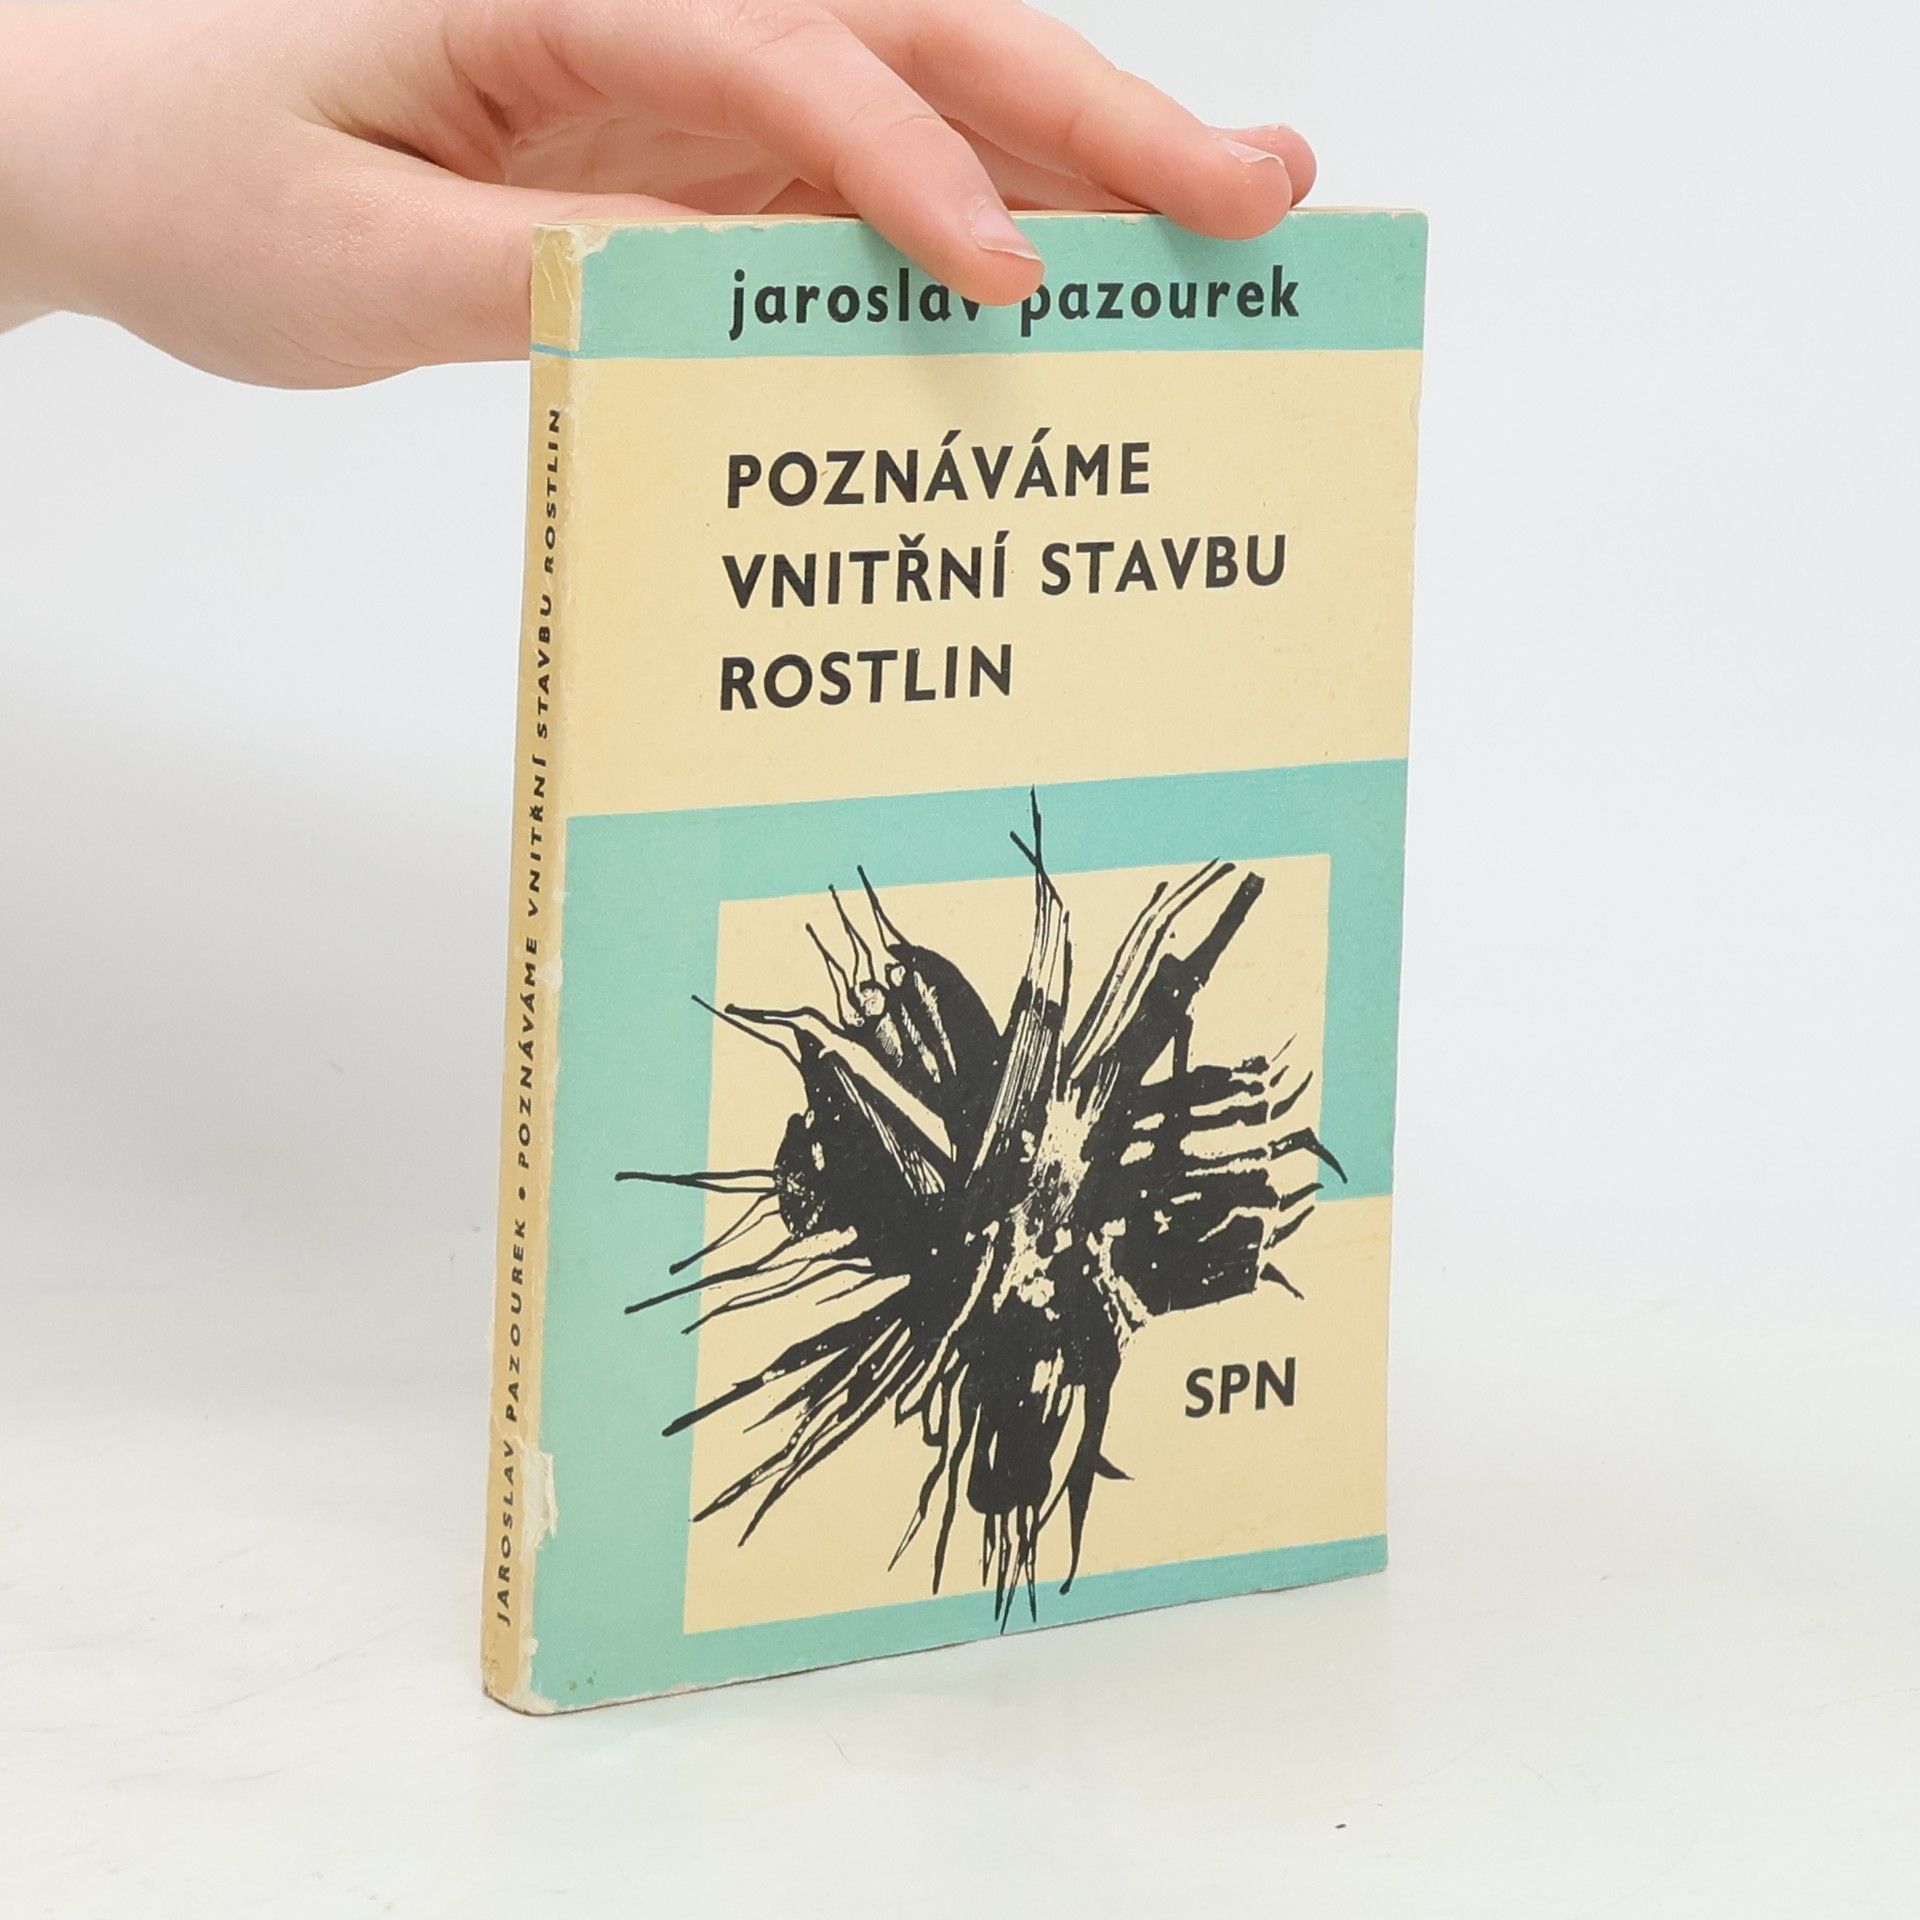 jaroslav pazourek
POZNÁVÁME
VNITŘNÍ STAVBU
ROSTLIN
SPN
JAROSLAV PAZOUREK • POZNÁVÁME VNITŘNÍ STAVBU ROSTLIN